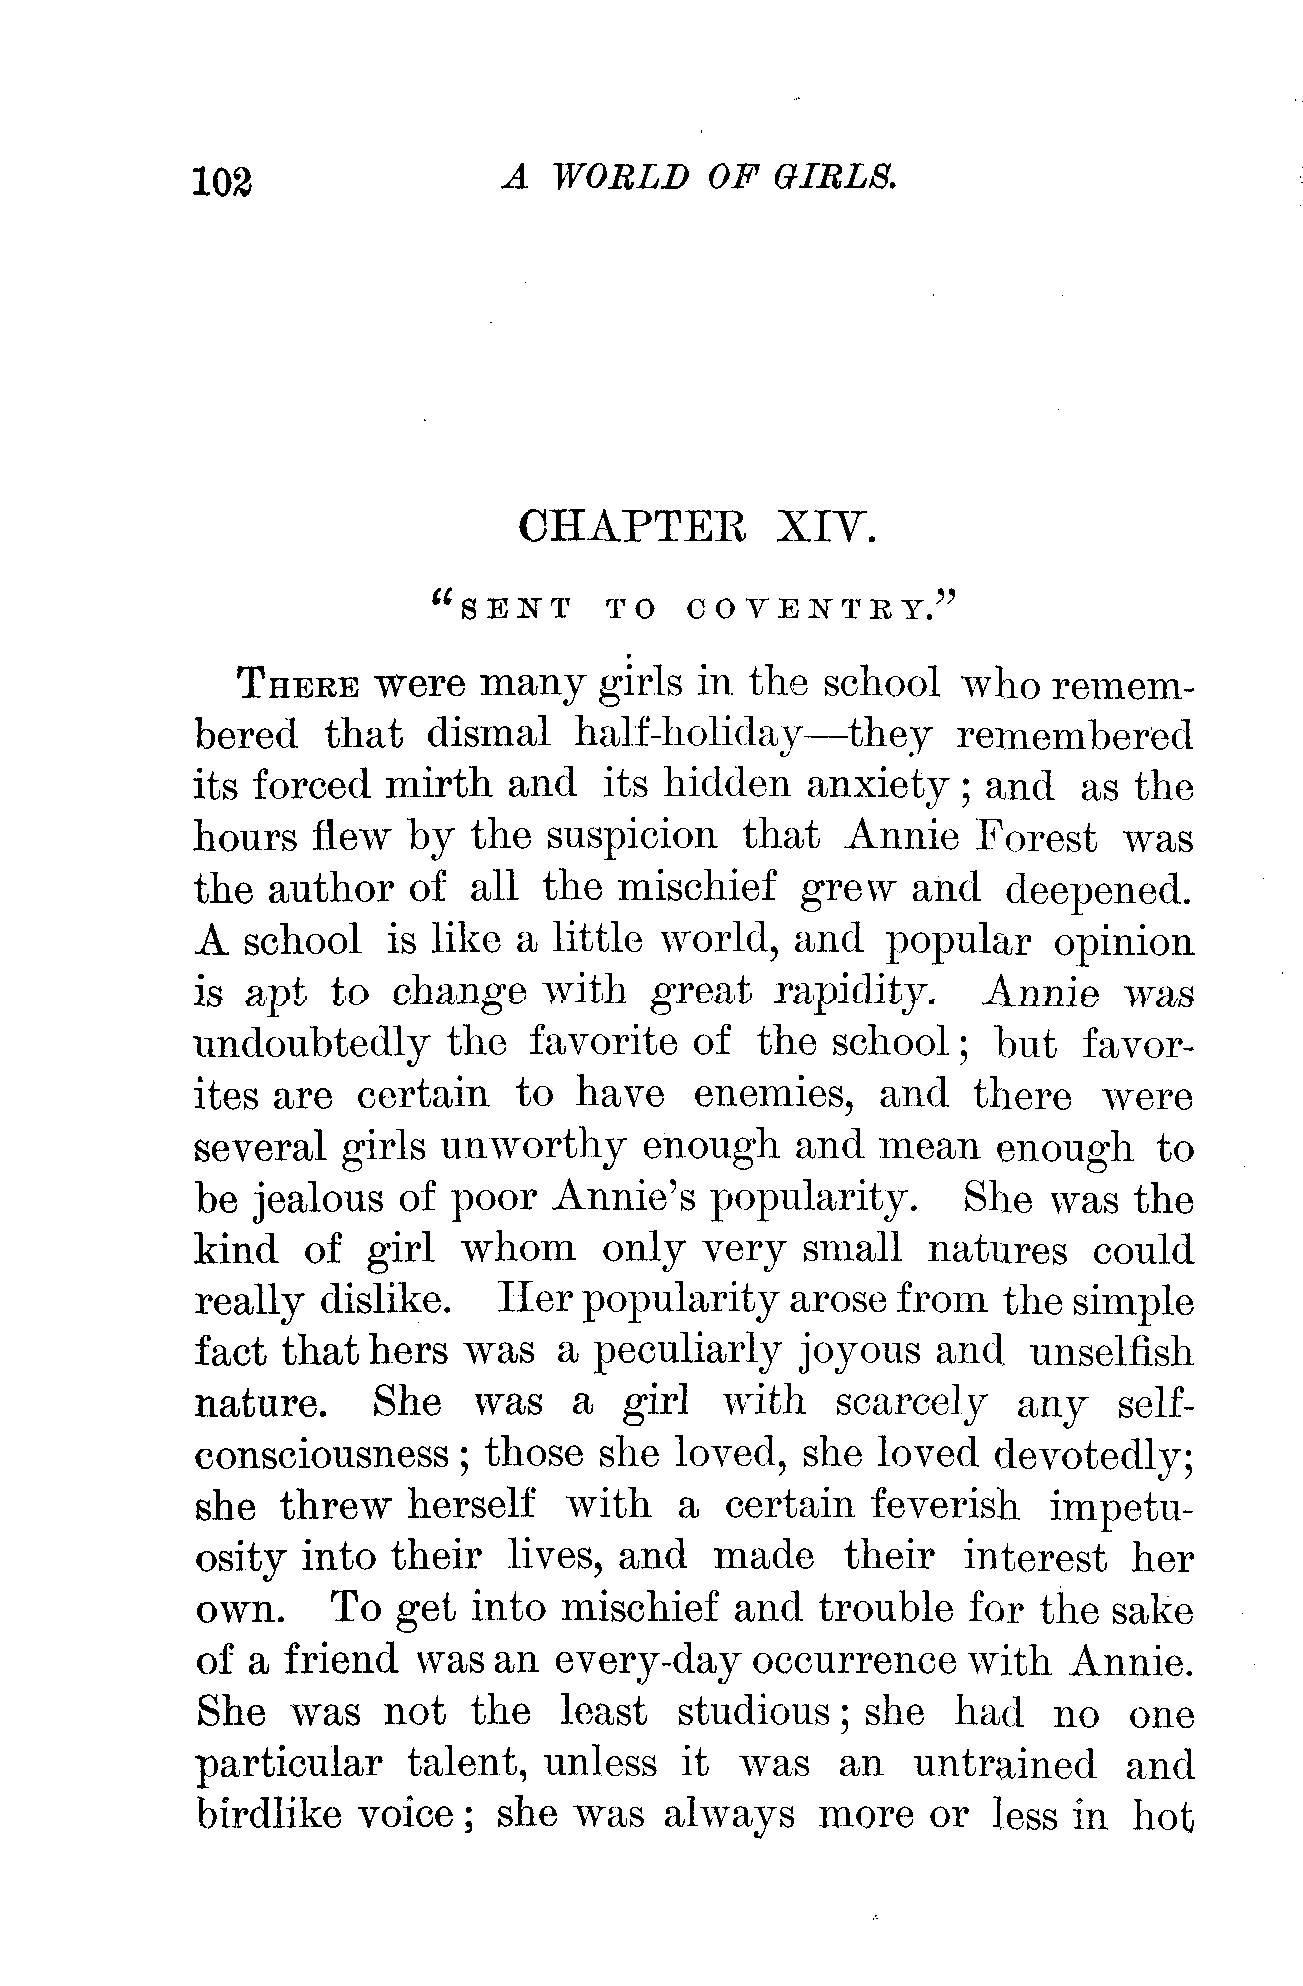 102 A WORLD OF GIRLS.
CHAPTER XIV.
"SENT TO COVENTRY."
THERE were many girls in the school who remem-
bered that dismal half-holiday—they remembered
its forced mirth and its hidden anxiety; and as the
hours flew by the suspicion that Annie Forest was
the author of all the mischief grew and deepened.
A school is like a little world, and popular opinion
is apt to change with great rapidity. Annie was
undoubtedly the favorite of the school; but favor-
ites are certain to have enemies, and there were
several girls unworthy enough and mean enough to
be jealous of poor Annie's popularity. She was the
kind of girl whom only very small natures could
really dislike. Her popularity arose from the simple
fact that hers was a peculiarly joyous and unselfish
nature. She was a girl with scarcely any self-
consciousness; those she loved, she loved devotedly;
she threw herself with a certain feverish impetu-
osity into their lives, and made their interest her
own. To get into mischief and trouble for the sake
of a friend was an every-day occurrence with Annie.
She was not the least studious; she had no one
particular talent, unless it was an untrained and
birdlike voice; she was always more or less in hot